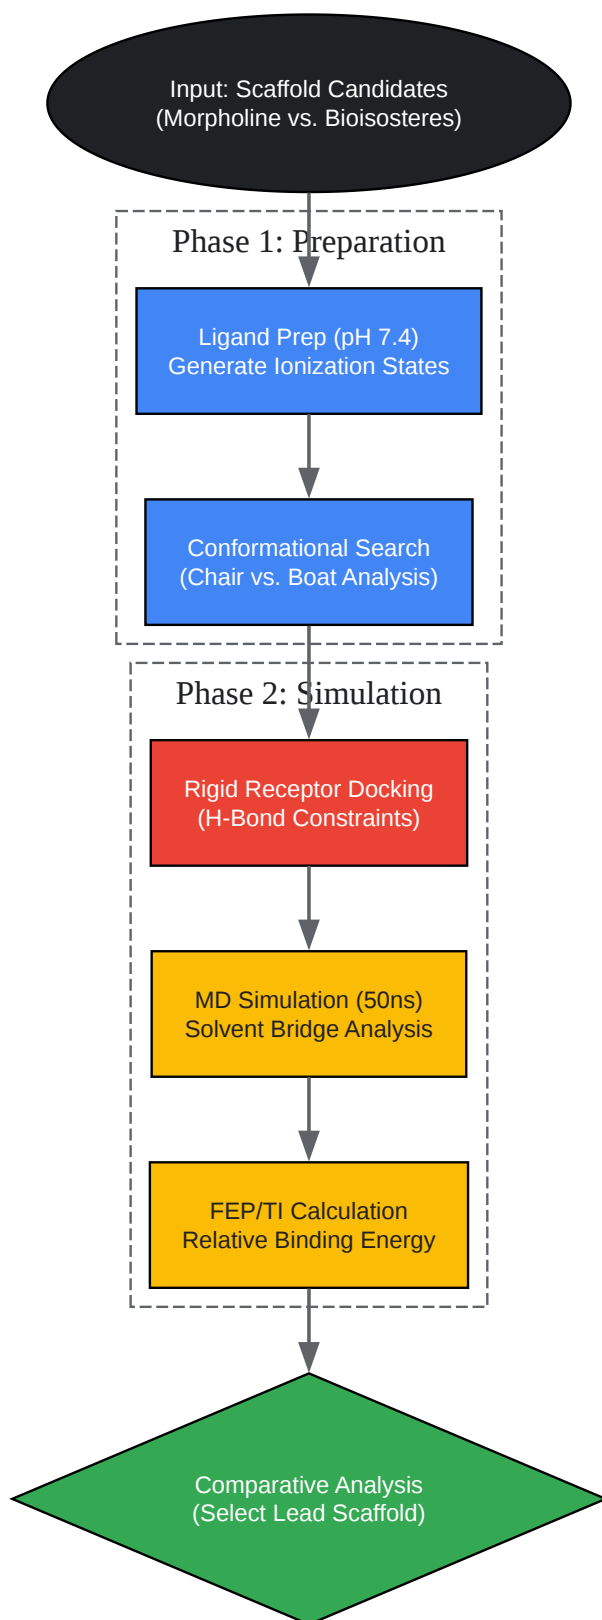 Input: Scaffold Candidates
(Morpholine vs. Bioisosteres)
Phase 1: Preparation
Ligand Prep (pH 7.4)
Generate Ionization States
Conformational Search
(Chair vs. Boat Analysis)
Phase 2: Simulation
Rigid Receptor Docking
(H-Bond Constraints)
MD Simulation (50ns)
Solvent Bridge Analysis
FEP/TI Calculation
Relative Binding Energy
Comparative Analysis
(Select Lead Scaffold)